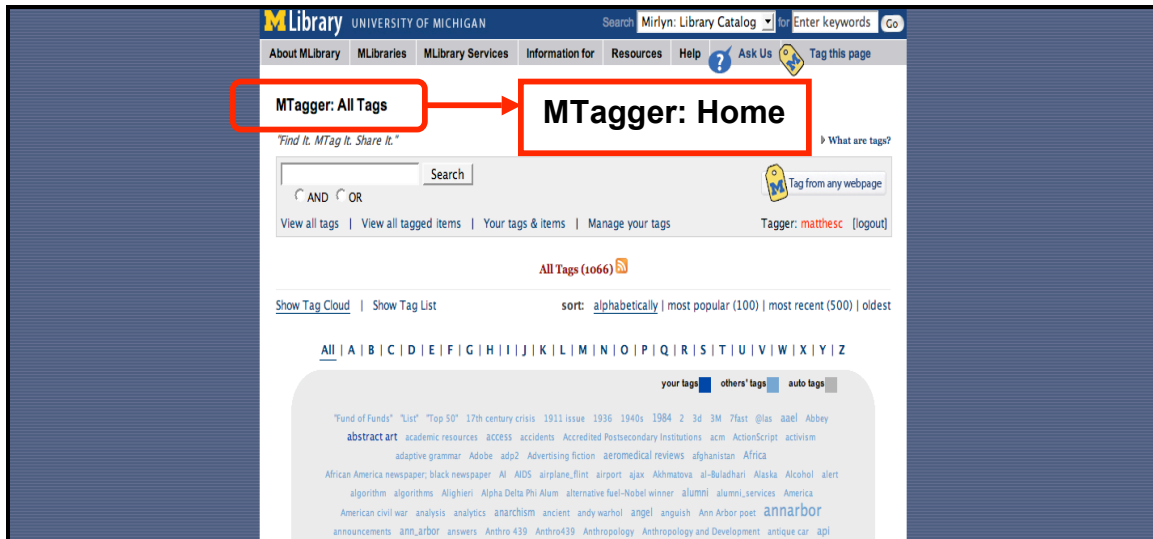 MLibrary UNIVERSITY OF MICHIGAN Search Mirlyn: Library Catalog for Enter keywords Go
About MLibrary MLibraries MLibrary Services Information for Resources Help ? Ask Us M Tag this page
MTagger: All Tags
MTagger: Home
"Find It. MTag It. Share It." What are tags?
Search
M Tag from any webpage
AND OR
View all tags | View all tagged items | Your tags & items | Manage your tags Tagger: matthesc [logout]
All Tags (1066)
Show Tag Cloud | Show Tag List sort: alphabetically | most popular (100) | most recent (500) | oldest
All | A | B | C | D | E | F | G | H | I | J | K | L | M | N | O | P | Q | R | S | T | U | V | W | X | Y | Z
your tags others' tags auto tags
"Fund of Funds" "List" "Top 50" 17th century crisis 1911 issue 1936 1940s 1984 2 3d 3M 7fast @las aael Abbey
abstract art academic resources access accidents Accredited Postsecondary Institutions acm ActionScript activism
adaptive grammar Adobe adp2 Advertising fiction aeromedical reviews afghanistan Africa
African America newspaper; black newspaper AI AIDS airplane_flint airport ajax Akhmatova al-Buladhari Alaska Alcohol alert
algorithm algorithms Alighieri Alpha Delta Phi Alum alternative fuel-Nobel winner alumni alumni_services America
American civil war analysis analytics anarchism ancient andy warhol angel anguish Ann Arbor poet annarbor
announcements ann_arbor answers Anthro 439 Anthro439 Anthropology Anthropology and Development antique car api